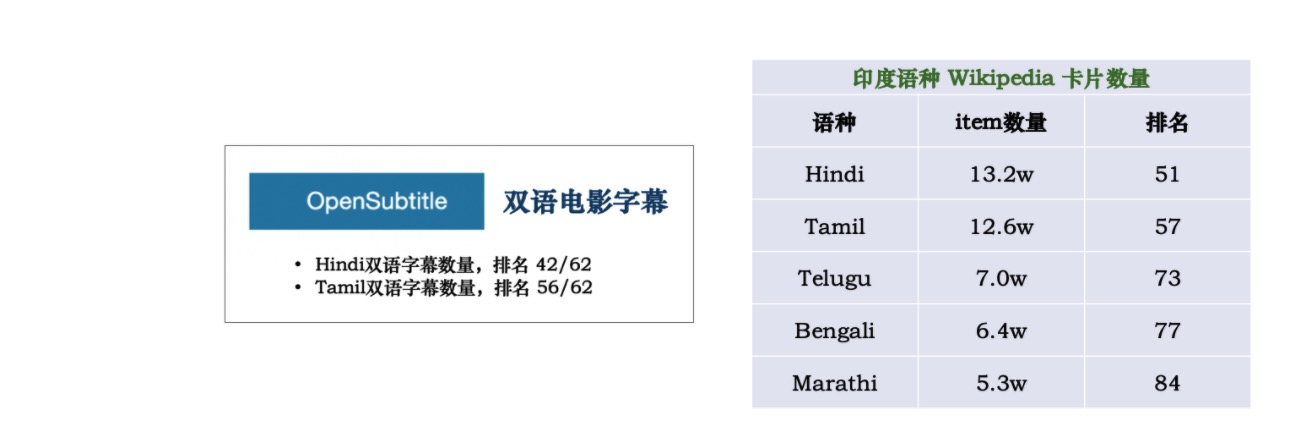 OpenSubtitle 双语电影字幕
• Hindi双语字幕数量，排名 42/62
• Tamil双语字幕数量，排名 56/62
印度语种 Wikipedia 卡片数量
语种 item数量 排名
Hindi 13.2w 51
Tamil 12.6w 57
Telugu 7.0w 73
Bengali 6.4w 77
Marathi 5.3w 84